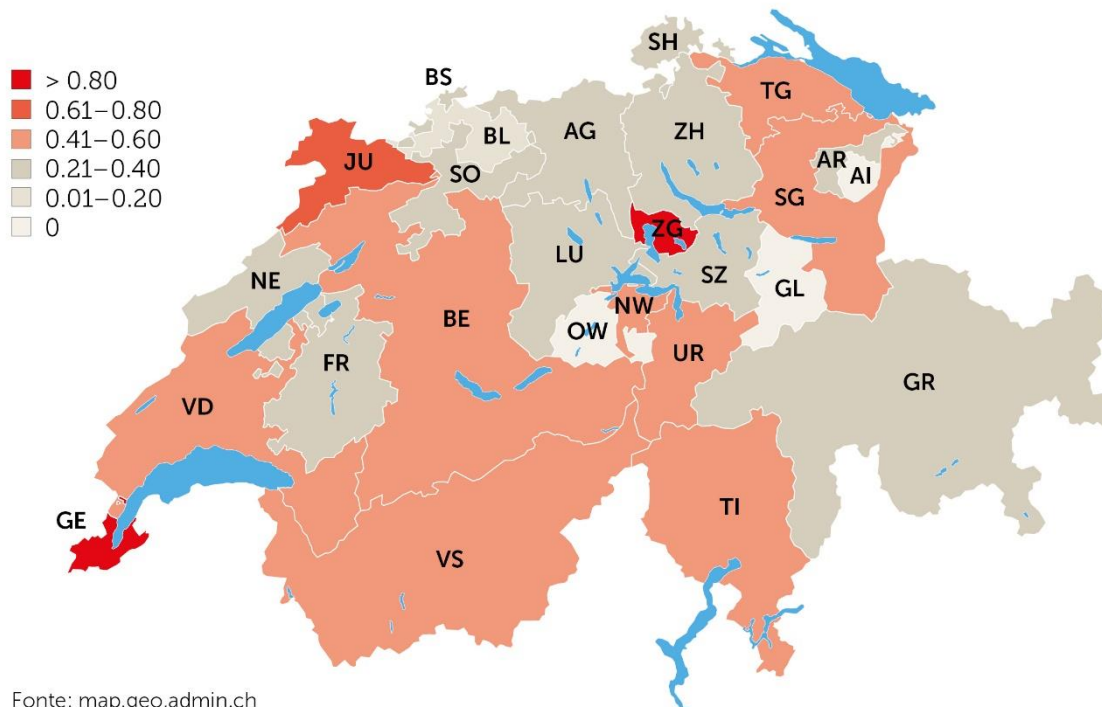 > 0.80
0.61–0.80
0.41–0.60
0.21–0.40
0.01–0.20
0
SH
BS
TG
BL
AG
ZH
JU
SO
AR
AI
SG
ZG
LU
SZ
NE
GL
BE
NW
OW
UR
FR
GR
VD
TI
GE
VS
Fonte: map.geo.admin.ch